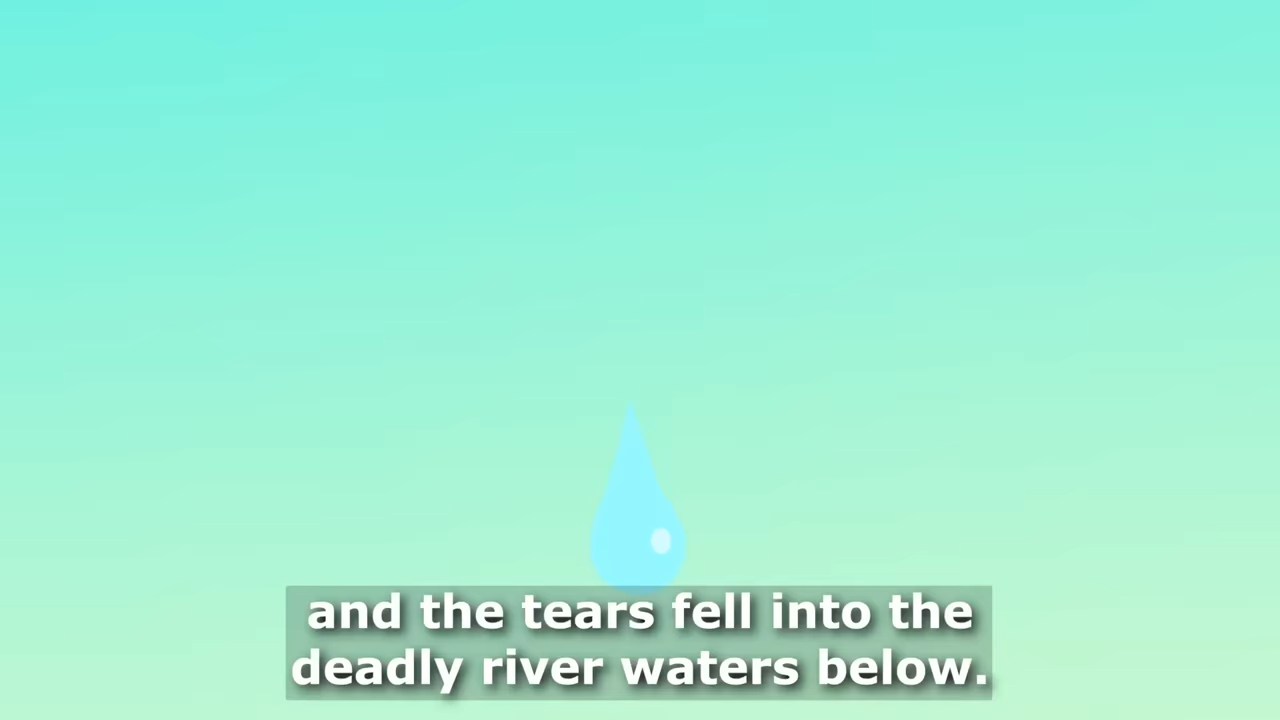 and the tears fell into the
deadly river waters below.